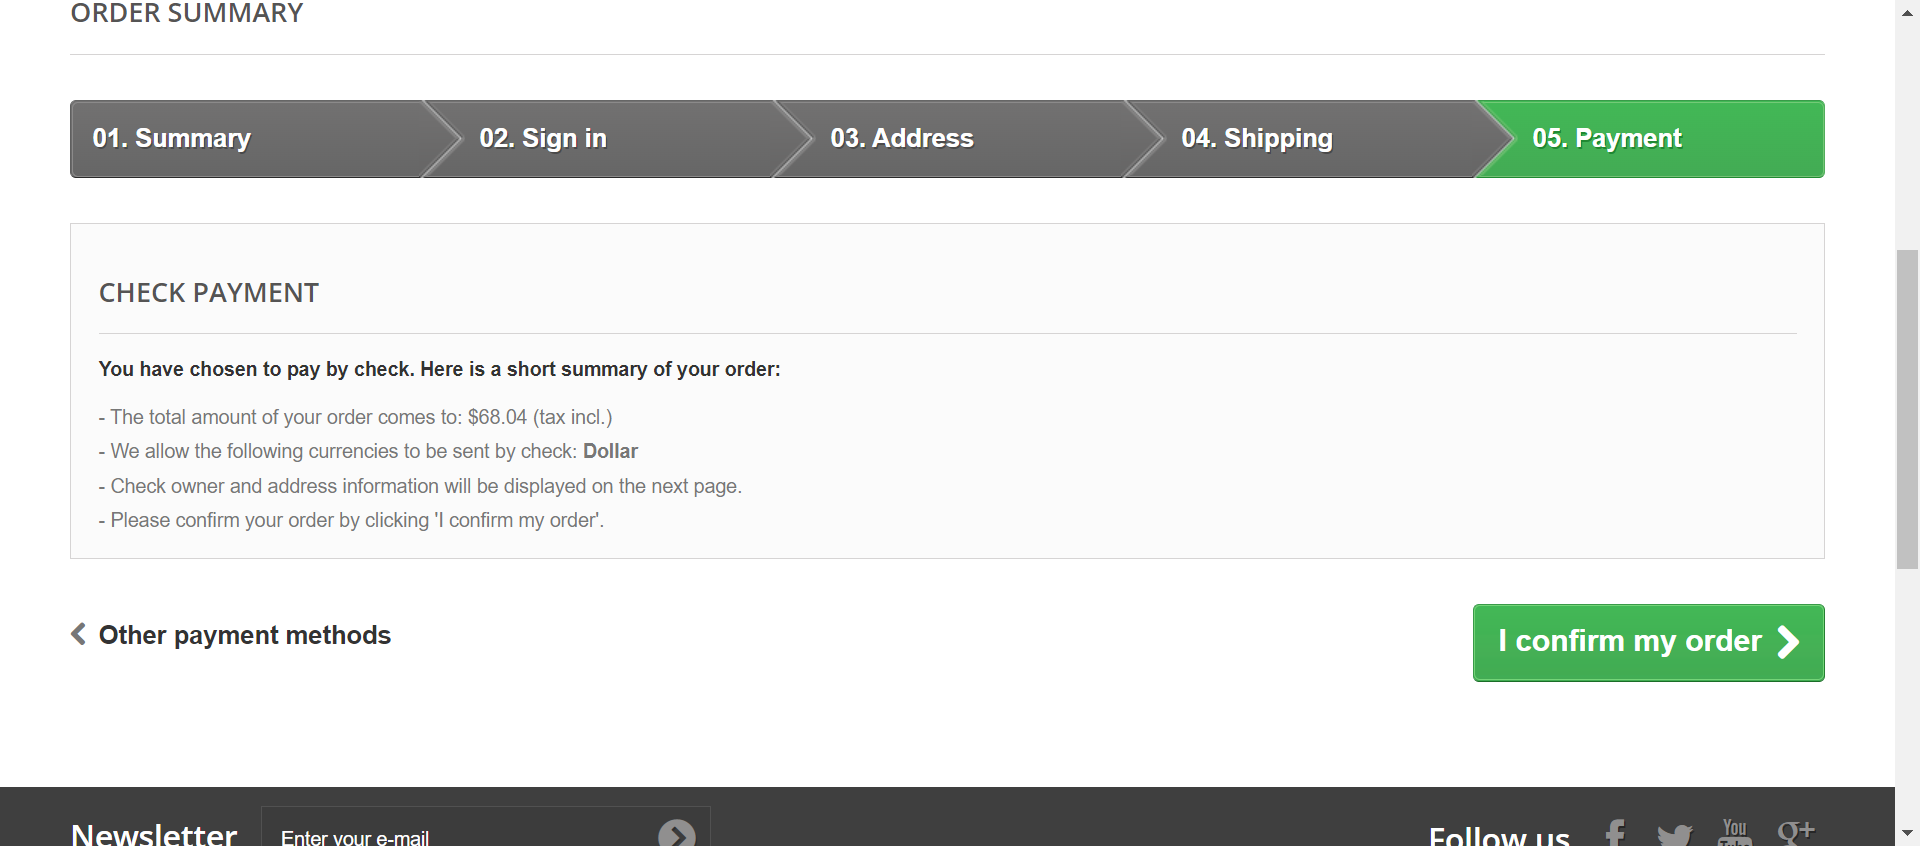 ORDER SUMMARY
01. Summary
02. Sign in
03. Address
04. Shipping
05. Payment
CHECK PAYMENT
You have chosen to pay by check. Here is a short summary of your order:
- The total amount of your order comes to: $68.04 (tax incl.)
- We allow the following currencies to be sent by check: Dollar
- Check owner and address information will be displayed on the next page.
- Please confirm your order by clicking 'I confirm my order'.
Other payment methods
I confirm my order
Newsletter
Enter your e-mail
Follow us
You
Tube
g+